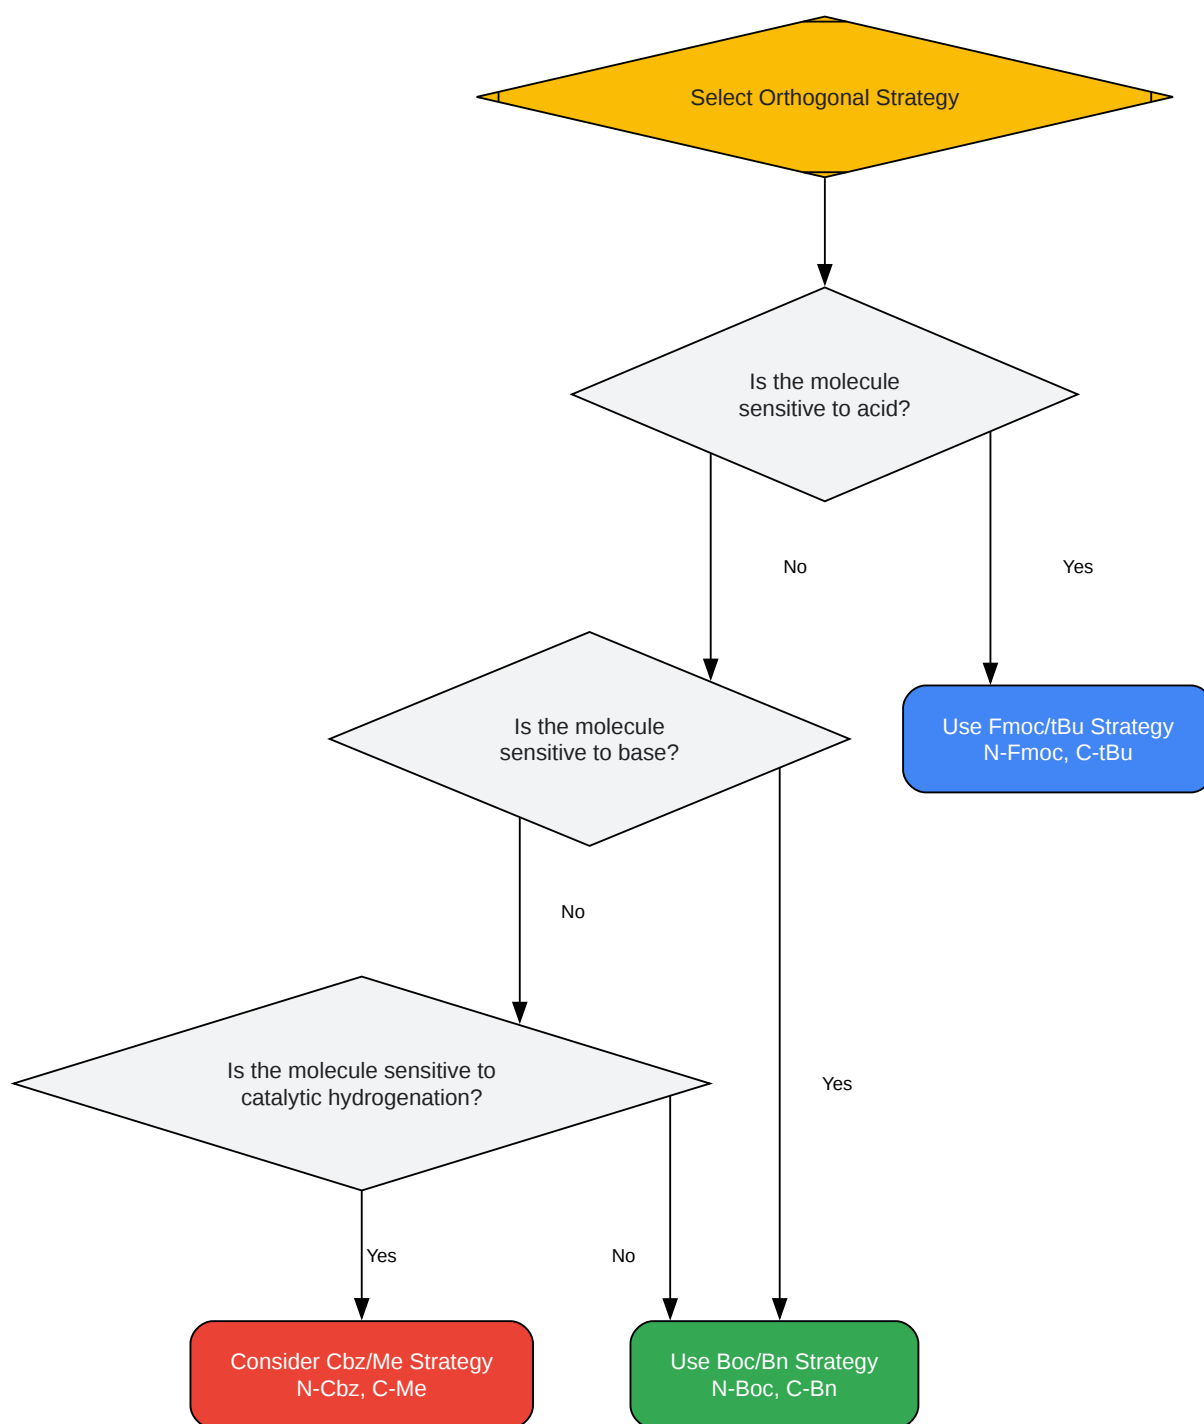 Select Orthogonal Strategy
Is the molecule
sensitive to acid?
No
Yes
Is the molecule
sensitive to base?
Use Fmoc/tBu Strategy
N-Fmoc, C-tBu
No
Is the molecule sensitive to
catalytic hydrogenation?
Yes
Yes
No
Consider Cbz/Me Strategy
N-Cbz, C-Me
Use Boc/Bn Strategy
N-Boc, C-Bn